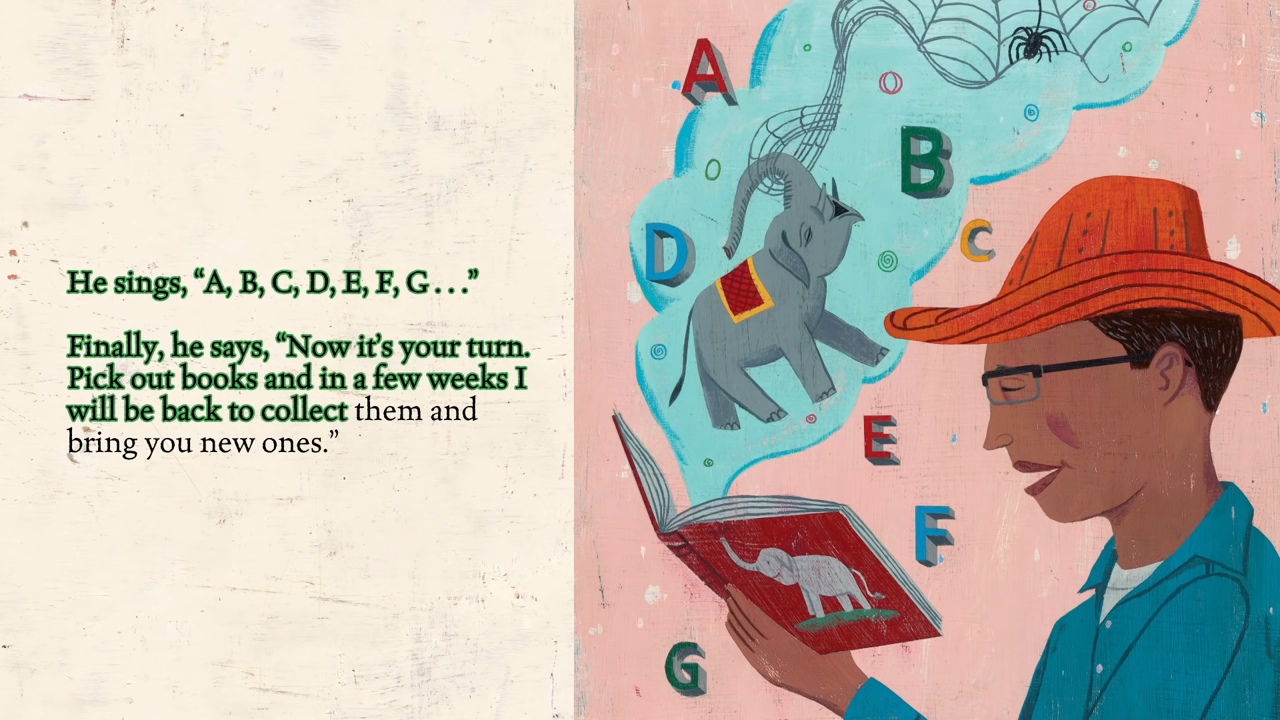 He sings, “A, B, C, D, E, F, G . . .”
Finally, he says, “Now it’s your turn.
Pick out books and in a few weeks I
will be back to collect them and
bring you new ones.”
A
B
C
D
E
F
G